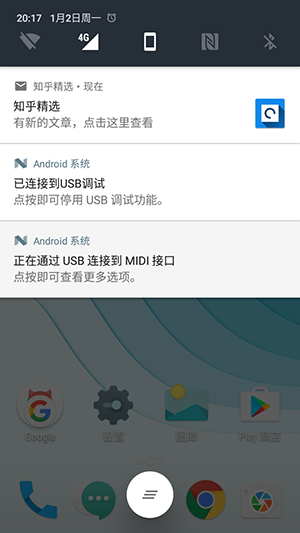 20:17 1月2日周一
4G
知乎精选 • 现在
知乎精选
有新的文章，点击这里查看
Android 系统
已连接到USB调试
点按即可停用 USB 调试功能。
Android 系统
正在通过 USB 连接到 MIDI 接口
点按即可查看更多选项。
Google 设置 图库 Play 商店